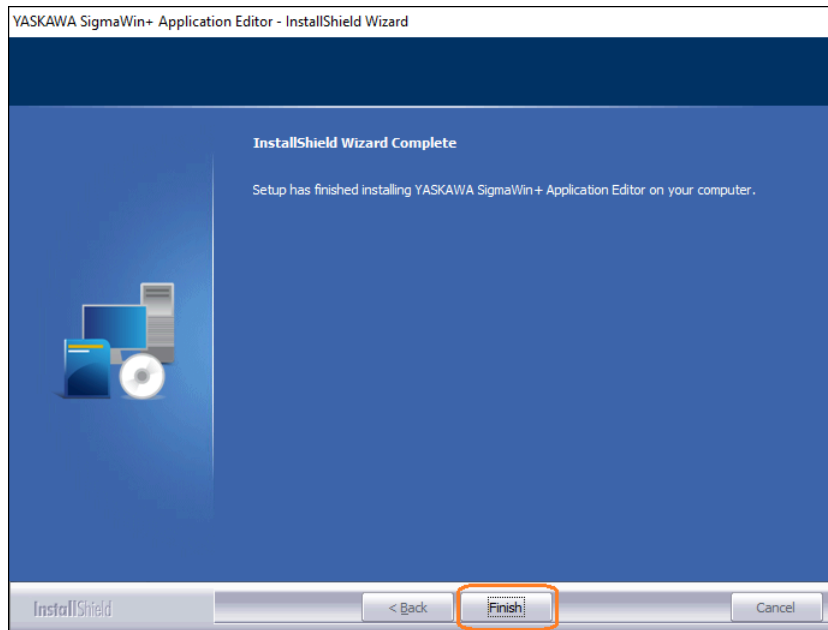 YASKAWA SigmaWin+ Application Editor - InstallShield Wizard
InstallShield Wizard Complete
Setup has finished installing YASKAWA SigmaWin+ Application Editor on your computer.
InstallShield
< Back
Finish
Cancel